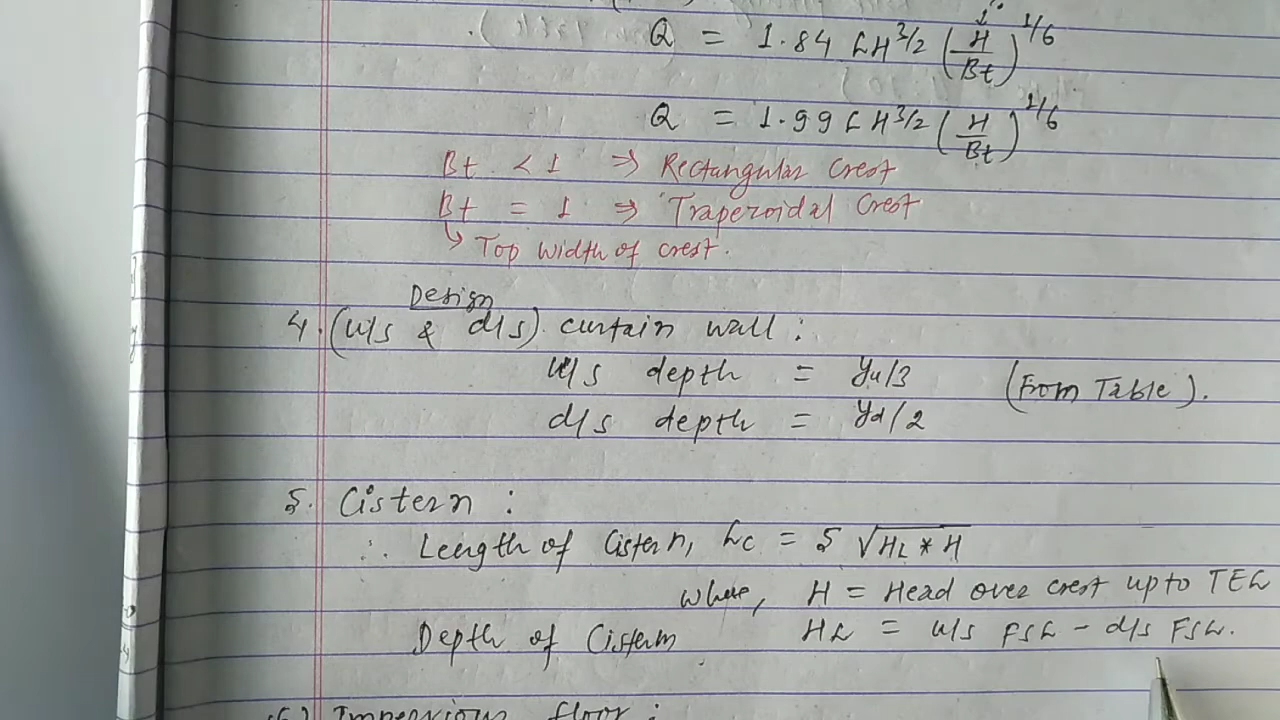 Q = 1.84 LH^3/2 (H/Bt)^1/6
Q = 1.99 LH^3/2 (H/Bt)^1/6
Bt < 1 ⇒ Rectangular Crest
Bt = 1 ⇒ Trapezoidal Crest
↳ Top width of crest.
Design
4. (u/s & d/s) curtain wall :
u/s depth = yu/3 (From Table).
d/s depth = yd/2
5. Cistern :
∴ Length of Cistern, Lc = 5 √HL * H
where, H = Head over crest upto TEL
Depth of Cistern HL = u/s FSL - d/s FSL.
(6) Impervious floor :